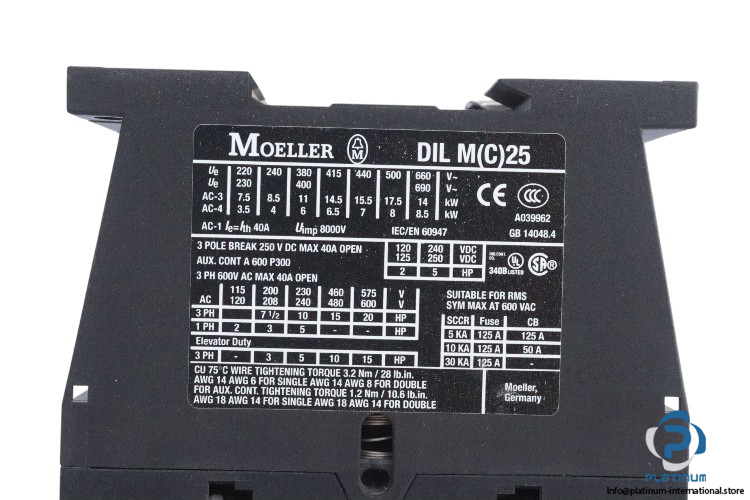 MOELLER M DIL M(C)25
Ue 220 240 380 415 440 500 660 V~
Ue 230 400 690 V~
AC-3 7.5 8.5 11 14.5 15.5 17.5 14 kW
AC-4 3.5 4 6 6.5 7 8 8.5 kW
AC-1 Ie=Ith 40A Uimp 8000V IEC/EN 60947
CE CCC
A039962
GB 14048.4
3 POLE BREAK 250 V DC MAX 40A OPEN
AUX. CONT A 600 P300
3 PH 600V AC MAX 40A OPEN
120 240 VDC
125 250 VDC
2 5 HP
IND.CONT. EQ.
340B UL LISTED SA
115 200 230 460 575 V
AC 120 208 240 480 600 V
3 PH 7 1/2 10 15 20 HP
1 PH 2 3 5 - - HP
Elevator Duty
3 PH - 3 5 10 15 HP
SUITABLE FOR RMS
SYM MAX AT 600 VAC
SCCR Fuse CB
5 KA 125 A 125 A
10 KA 125 A 50 A
30 KA 125 A -
CU 75°C WIRE TIGHTENING TORQUE 3.2 Nm / 28 lb.in.
AWG 14 AWG 6 FOR SINGLE AWG 14 AWG 8 FOR DOUBLE
FOR AUX. CONT. TIGHTENING TORQUE 1.2 Nm / 10.6 lb.in.
AWG 18 AWG 14 FOR SINGLE AWG 18 AWG 14 FOR DOUBLE
Moeller,
Germany
PLATINUM
INTERNATIONAL
Info@platinum-international.store